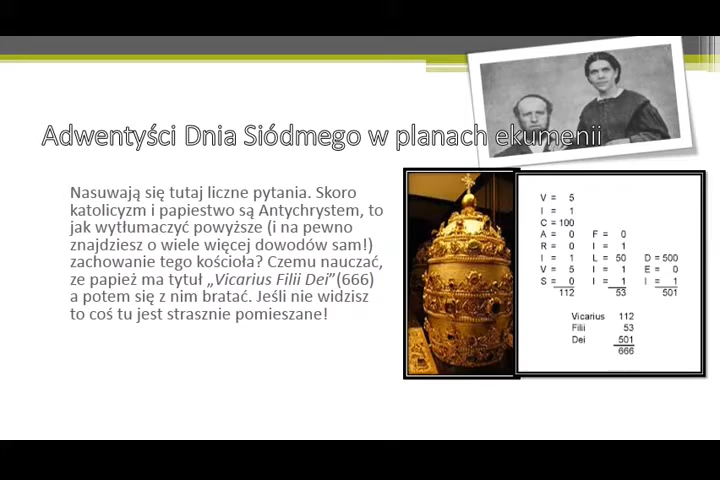 Adwentyści Dnia Siódmego w planach ekumenii
Nasuwają się tutaj liczne pytania. Skoro
katolicyzm i papiestwo są Antychrystem, to
jak wytłumaczyć powyższe (i na pewno
znajdziesz o wiele więcej dowodów sam!)
zachowanie tego kościoła? Czemu nauczać,
ze papież ma tytuł „Vicarius Filii Dei”(666)
a potem się z nim bratać. Jeśli nie widzisz
to coś tu jest strasznie pomieszane!
V = 5
I = 1
C = 100
A = 0 F = 0
R = 0 I = 1
I = 1 L = 50 D = 500
V = 5 I = 1 E = 0
S = 0 I = 1 I = 1
112 53 501
Vicarius 112
Filii 53
Dei 501
666